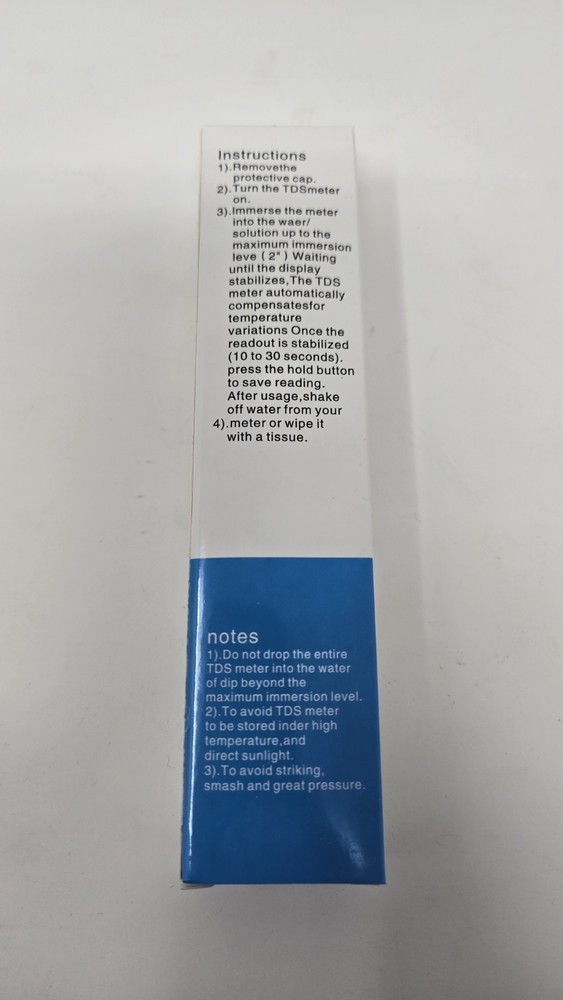 Instructions
1).Removethe
protective cap.
2).Turn the TDSmeter
on.
3).Immerse the meter
into the waer/
solution up to the
maximum immersion
leve ( 2" ) Waiting
until the display
stabilizes,The TDS
meter automatically
compensatesfor
temperature
variations Once the
readout is stabilized
(10 to 30 seconds).
press the hold button
to save reading.
After usage,shake
off water from your
4).meter or wipe it
with a tissue.
notes
1).Do not drop the entire
TDS meter into the water
of dip beyond the
maximum immersion level.
2).To avoid TDS meter
to be stored inder high
temperature,and
direct sunlight.
3).To avoid striking,
smash and great pressure.